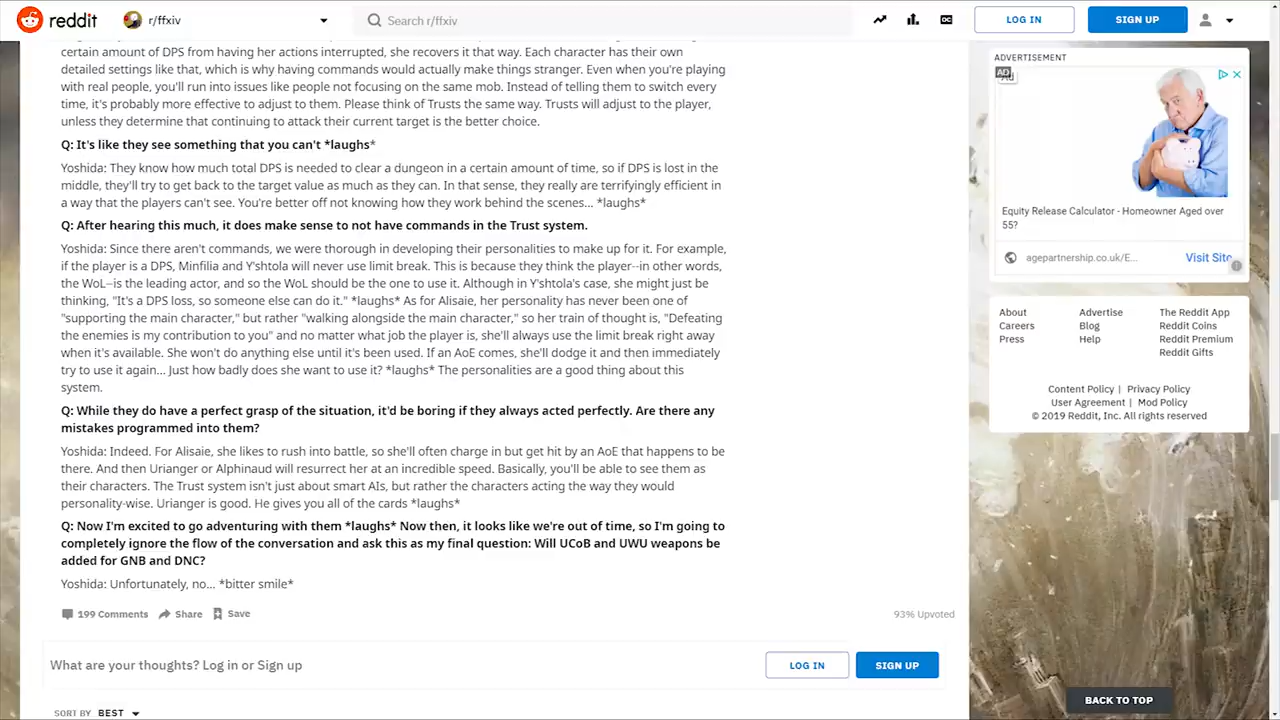 reddit
r/ffxiv
Search r/ffxiv
LOG IN
SIGN UP
certain amount of DPS from having her actions interrupted, she recovers it that way. Each character has their own
detailed settings like that, which is why having commands would actually make things stranger. Even when you're playing
with real people, you'll run into issues like people not focusing on the same mob. Instead of telling them to switch every
time, it's probably more effective to adjust to them. Please think of Trusts the same way. Trusts will adjust to the player,
unless they determine that continuing to attack their current target is the better choice.
Q: It's like they see something that you can't *laughs*
Yoshida: They know how much total DPS is needed to clear a dungeon in a certain amount of time, so if DPS is lost in the
middle, they'll try to get back to the target value as much as they can. In that sense, they really are terrifyingly efficient in
a way that the players can't see. You're better off not knowing how they work behind the scenes... *laughs*
Q: After hearing this much, it does make sense to not have commands in the Trust system.
Yoshida: Since there aren't commands, we were thorough in developing their personalities to make up for it. For example,
if the player is a DPS, Minfilia and Y'shtola will never use limit break. This is because they think the player--in other words,
the WoL--is the leading actor, and so the WoL should be the one to use it. Although in Y'shtola's case, she might just be
thinking, "It's a DPS loss, so someone else can do it." *laughs* As for Alisaie, her personality has never been one of
"supporting the main character," but rather "walking alongside the main character," so her train of thought is, "Defeating
the enemies is my contribution to you" and no matter what job the player is, she'll always use the limit break right away
when it's available. She won't do anything else until it's been used. If an AoE comes, she'll dodge it and then immediately
try to use it again... Just how badly does she want to use it? *laughs* The personalities are a good thing about this
system.
Q: While they do have a perfect grasp of the situation, it'd be boring if they always acted perfectly. Are there any
mistakes programmed into them?
Yoshida: Indeed. For Alisaie, she likes to rush into battle, so she'll often charge in but get hit by an AoE that happens to be
there. And then Urianger or Alphinaud will resurrect her at an incredible speed. Basically, you'll be able to see them as
their characters. The Trust system isn't just about smart AIs, but rather the characters acting the way they would
personality-wise. Urianger is good. He gives you all of the cards *laughs*
Q: Now I'm excited to go adventuring with them *laughs* Now then, it looks like we're out of time, so I'm going to
completely ignore the flow of the conversation and ask this as my final question: Will UCoB and UWU weapons be
added for GNB and DNC?
Yoshida: Unfortunately, no... *bitter smile*
199 Comments
Share
Save
93% Upvoted
What are your thoughts? Log in or Sign up
LOG IN
SIGN UP
SORT BY BEST
ADVERTISEMENT
AD
Equity Release Calculator - Homeowner Aged over
55?
agepartnership.co.uk/E...
Visit Site
About
Advertise
The Reddit App
Careers
Blog
Reddit Coins
Press
Help
Reddit Premium
Reddit Gifts
Content Policy | Privacy Policy
User Agreement | Mod Policy
© 2019 Reddit, Inc. All rights reserved
BACK TO TOP